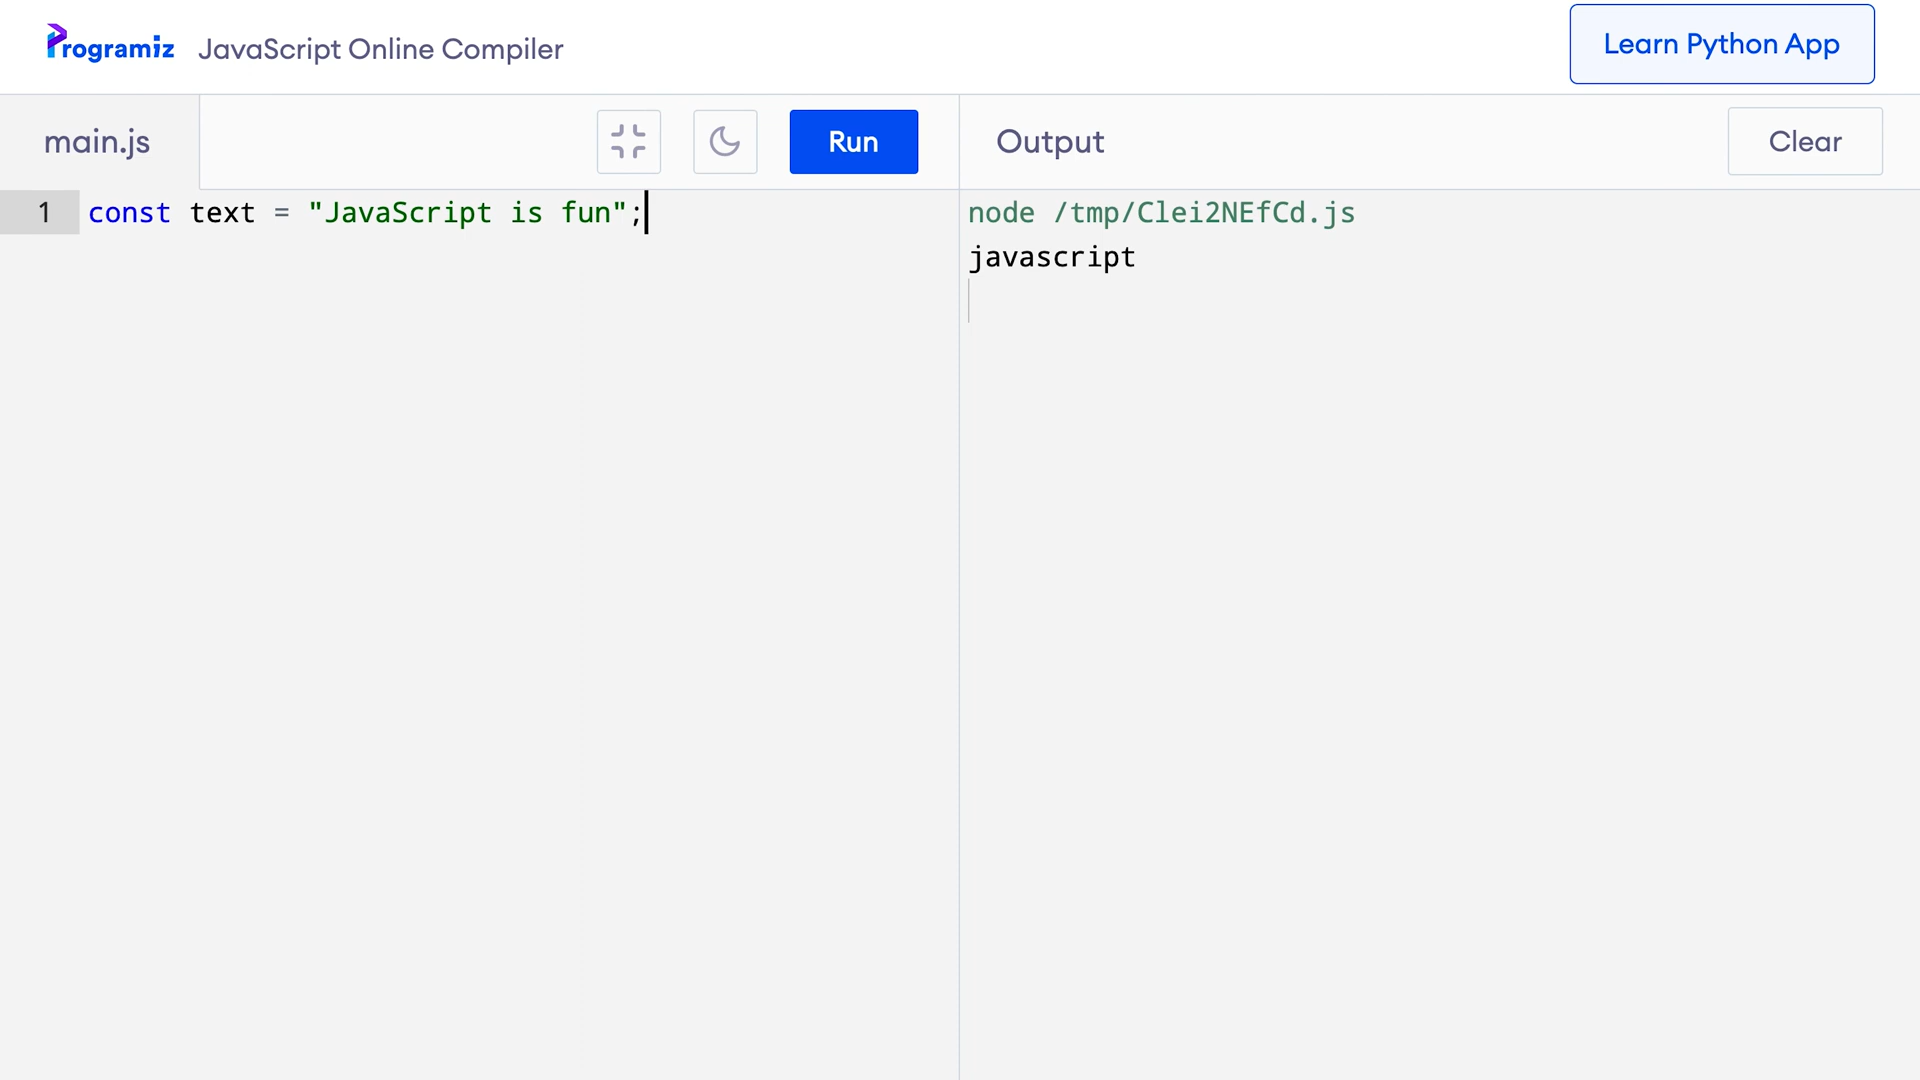 Programiz JavaScript Online Compiler
Learn Python App
main.js
Run
Output
Clear
1 const text = "JavaScript is fun";
node /tmp/Clei2NEfCd.js
javascript